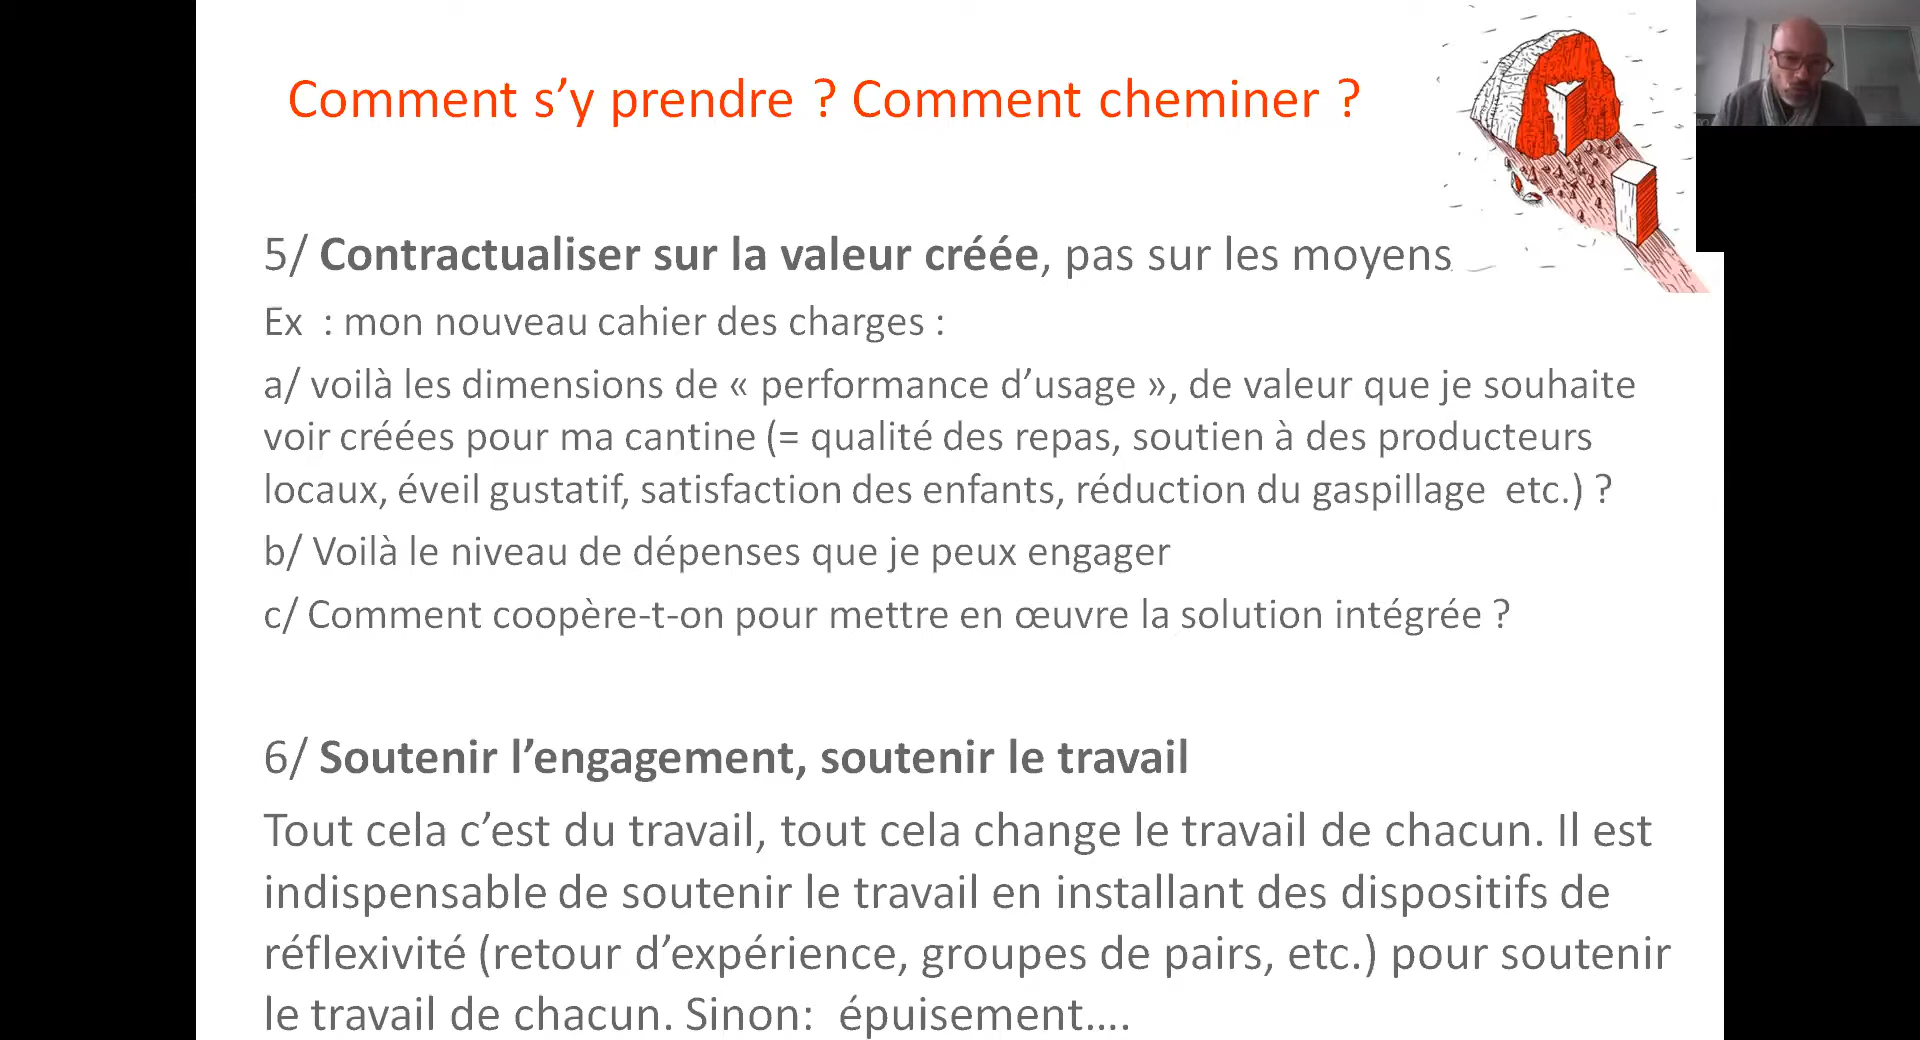 Comment s’y prendre ? Comment cheminer ?
5/ Contractualiser sur la valeur créée, pas sur les moyens
Ex  : mon nouveau cahier des charges :
a/ voilà les dimensions de « performance d’usage », de valeur que je souhaite
voir créées pour ma cantine (= qualité des repas, soutien à des producteurs
locaux, éveil gustatif, satisfaction des enfants, réduction du gaspillage  etc.) ?
b/ Voilà le niveau de dépenses que je peux engager
c/ Comment coopère-t-on pour mettre en œuvre la solution intégrée ?
6/ Soutenir l’engagement, soutenir le travail
Tout cela c’est du travail, tout cela change le travail de chacun. Il est
indispensable de soutenir le travail en installant des dispositifs de
réflexivité (retour d’expérience, groupes de pairs, etc.) pour soutenir
le travail de chacun. Sinon:  épuisement....